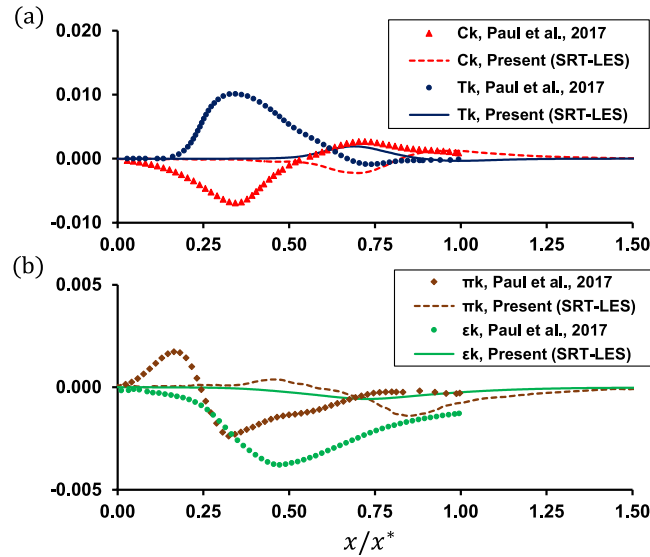 (a)
0.020
0.010
0.000
-0.010
Ck, Paul et al., 2017
Ck, Present (SRT-LES)
Tk, Paul et al., 2017
Tk, Present (SRT-LES)
0.00 0.25 0.50 0.75 1.00 1.25 1.50
(b)
0.005
0.000
-0.005
πk, Paul et al., 2017
πk, Present (SRT-LES)
εk, Paul et al., 2017
εk, Present (SRT-LES)
0.00 0.25 0.50 0.75 1.00 1.25 1.50
x/x*